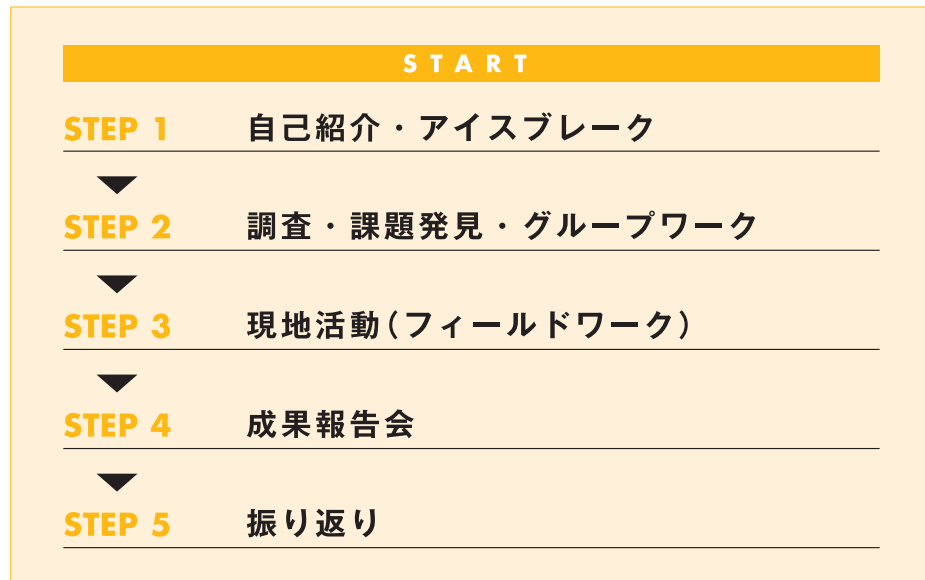 START
STEP 1 自己紹介・アイスブレーク
STEP 2 調査・課題発見・グループワーク
STEP 3 現地活動(フィールドワーク)
STEP 4 成果報告会
STEP 5 振り返り